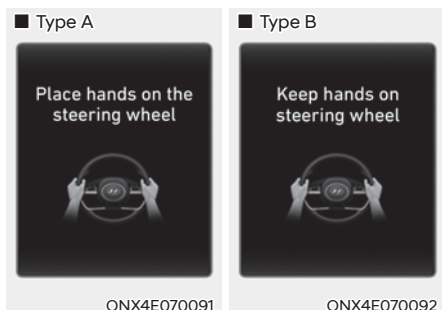 ■ Type A
Place hands on the
steering wheel
ONX4E070091
■ Type B
Keep hands on
steering wheel
ONX4E070092